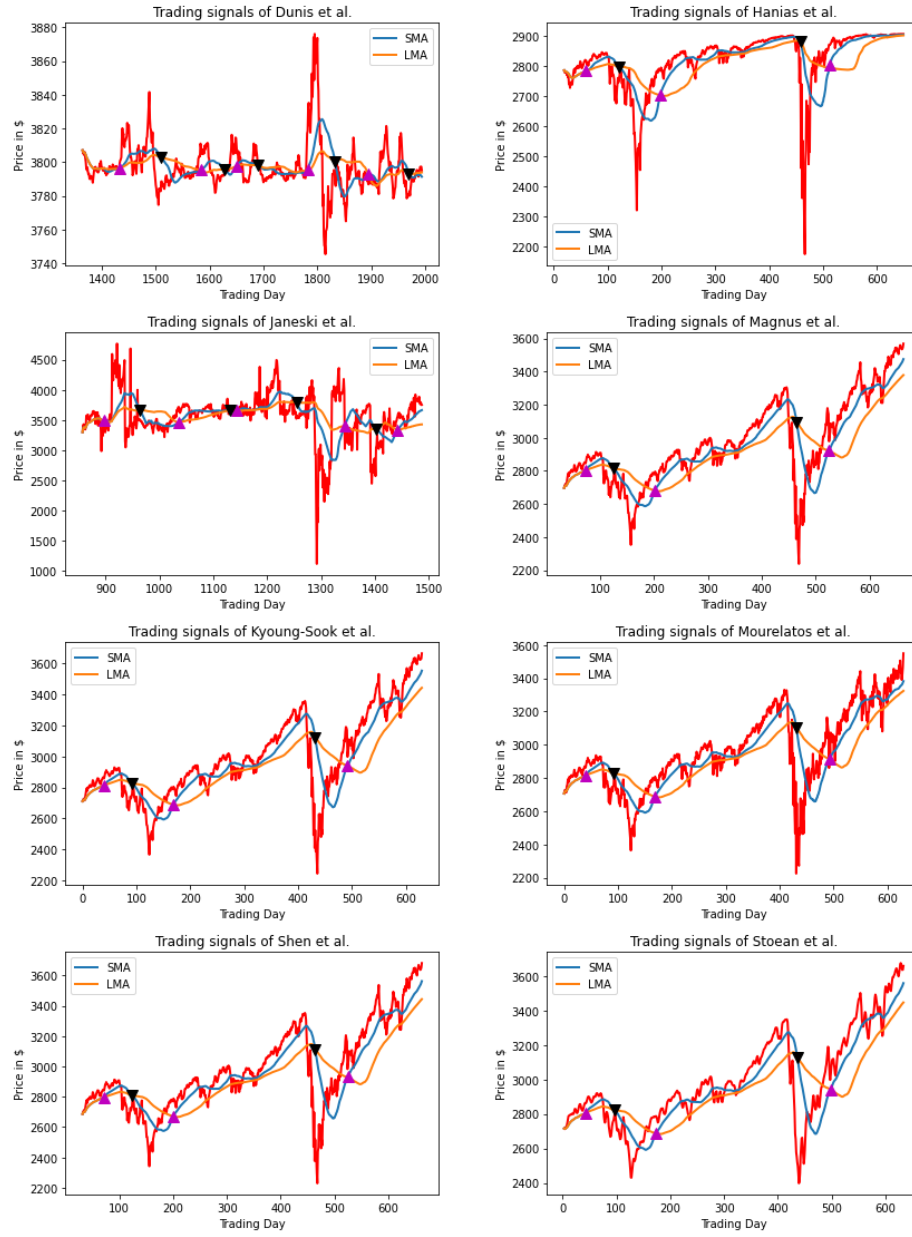 Trading signals of Dunis et al.
Price in $
3880
3860
3840
3820
3800
3780
3760
3740
SMA
LMA
1400 1500 1600 1700 1800 1900 2000
Trading Day
Trading signals of Hanias et al.
Price in $
2900
2800
2700
2600
2500
2400
2300
2200
SMA
LMA
0 100 200 300 400 500 600
Trading Day
Trading signals of Janeski et al.
Price in $
4500
4000
3500
3000
2500
2000
1500
1000
SMA
LMA
900 1000 1100 1200 1300 1400 1500
Trading Day
Trading signals of Magnus et al.
Price in $
3600
3400
3200
3000
2800
2600
2400
2200
SMA
LMA
100 200 300 400 500 600
Trading Day
Trading signals of Kyoung-Sook et al.
Price in $
3600
3400
3200
3000
2800
2600
2400
2200
SMA
LMA
0 100 200 300 400 500 600
Trading Day
Trading signals of Mourelatos et al.
Price in $
3600
3400
3200
3000
2800
2600
2400
2200
SMA
LMA
0 100 200 300 400 500 600
Trading Day
Trading signals of Shen et al.
Price in $
3600
3400
3200
3000
2800
2600
2400
2200
SMA
LMA
100 200 300 400 500 600
Trading Day
Trading signals of Stoean et al.
Price in $
3600
3400
3200
3000
2800
2600
2400
SMA
LMA
0 100 200 300 400 500 600
Trading Day